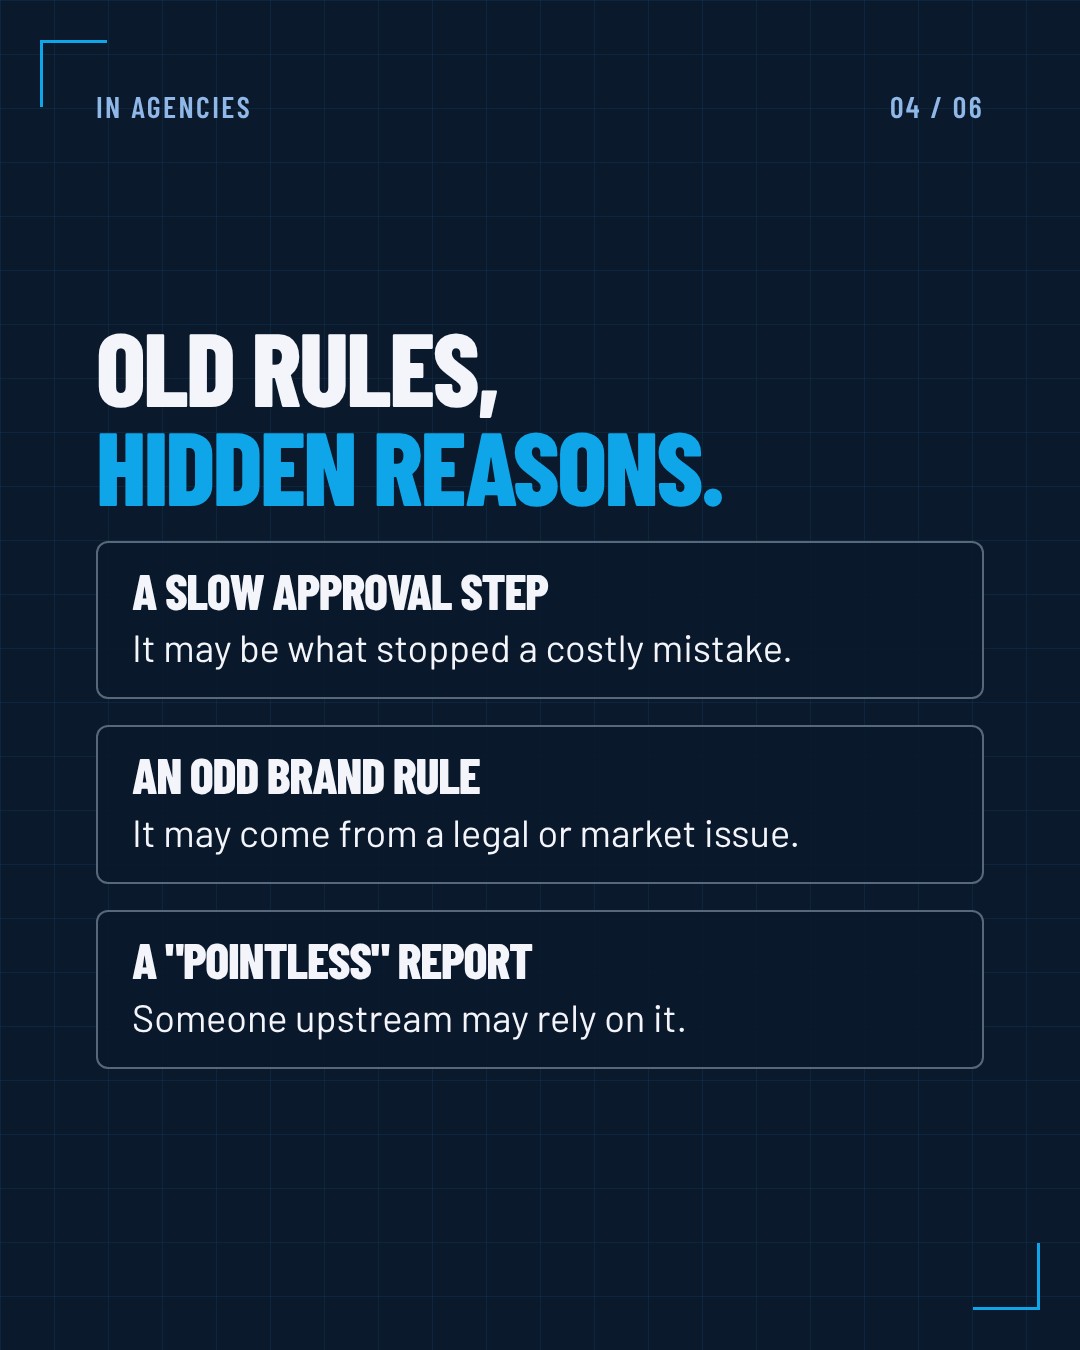 IN AGENCIES
04 / 06
OLD RULES,
HIDDEN REASONS.
A SLOW APPROVAL STEP
It may be what stopped a costly mistake.
AN ODD BRAND RULE
It may come from a legal or market issue.
A "POINTLESS" REPORT
Someone upstream may rely on it.